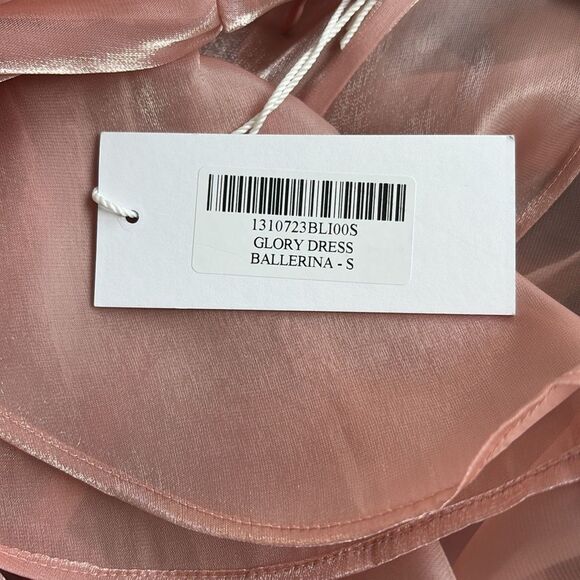 1310723BLI00S
GLORY DRESS
BALLERINA - S